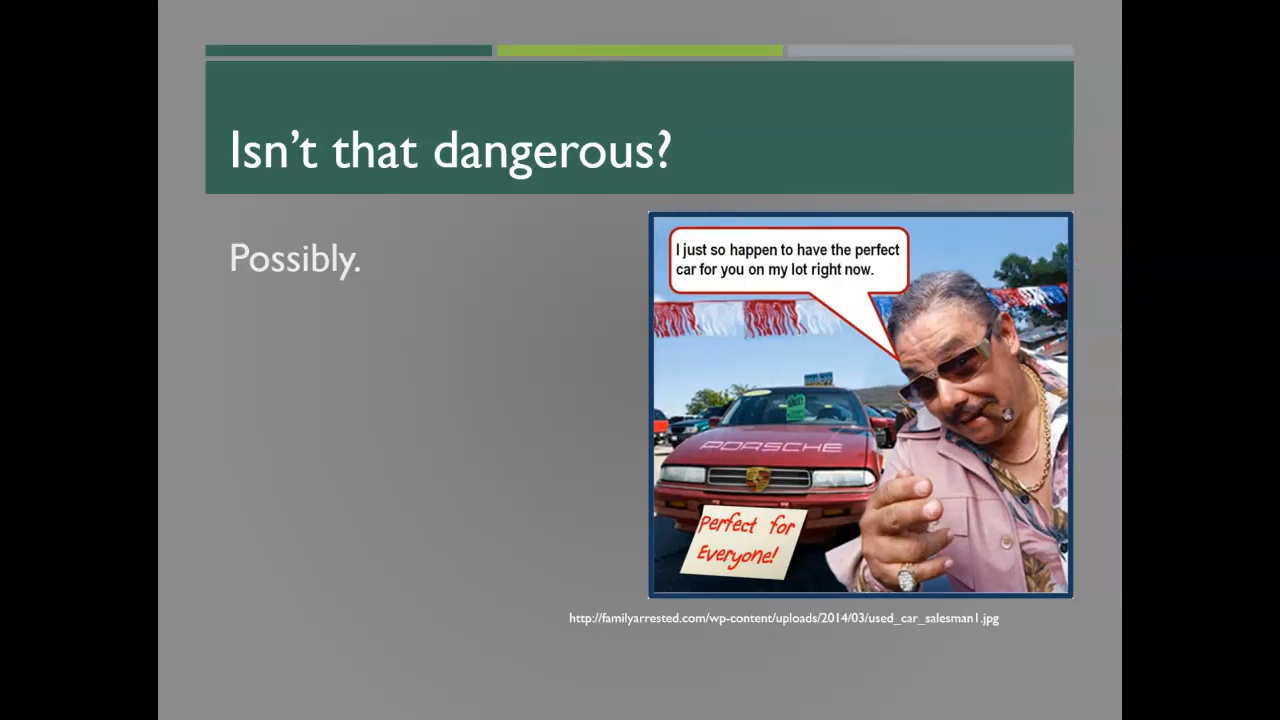 Isn't that dangerous?
Possibly.
I just so happen to have the perfect
car for you on my lot right now.
PORSCHE
Perfect for
Everyone!
http://familyarrested.com/wp-content/uploads/2014/03/used_car_salesman1.jpg